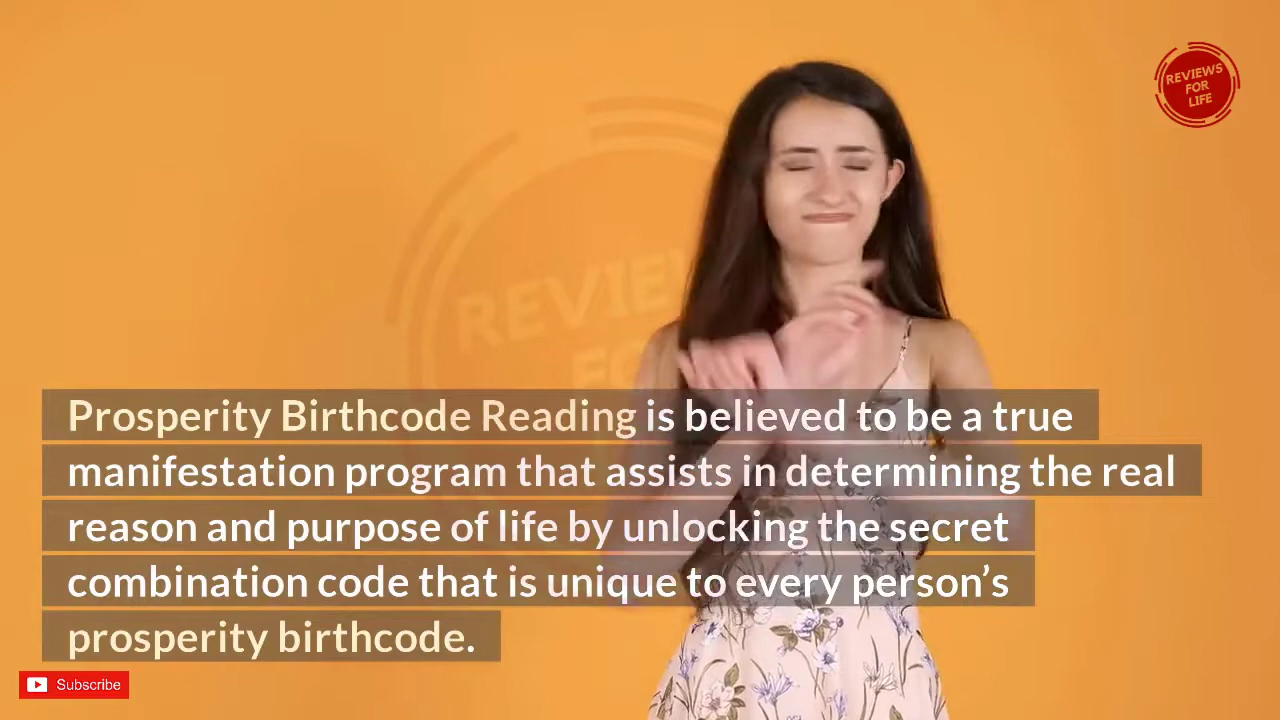 REVIEWS
FOR
LIFE
REVIE
FO
Prosperity Birthcode Reading is believed to be a true
manifestation program that assists in determining the real
reason and purpose of life by unlocking the secret
combination code that is unique to every person’s
prosperity birthcode.
Subscribe